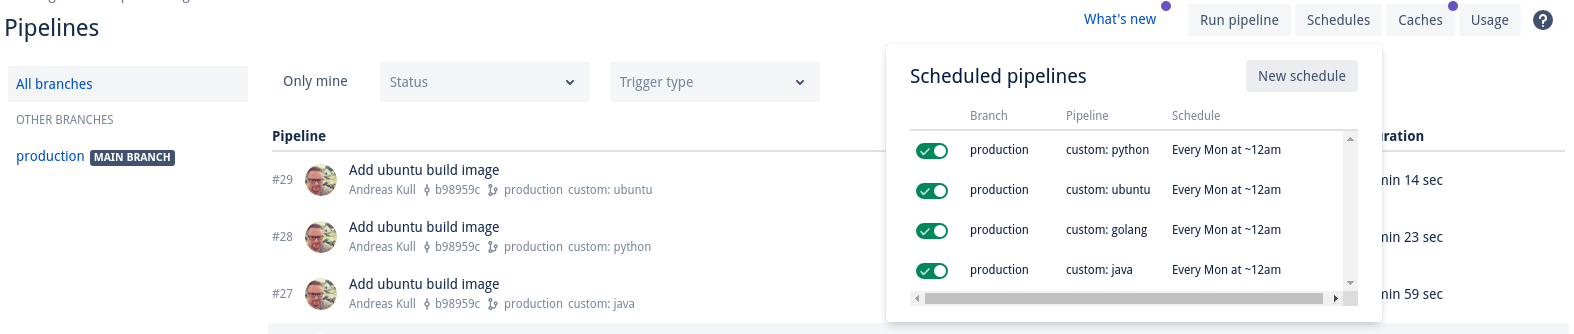 Pipelines
What's new
Run pipeline
Schedules
Caches
Usage
?
All branches
OTHER BRANCHES
production MAIN BRANCH
Only mine
Status
Trigger type
Pipeline
#29
Add ubuntu build image
Andreas Kull b98959c production custom: ubuntu
#28
Add ubuntu build image
Andreas Kull b98959c production custom: python
#27
Add ubuntu build image
Andreas Kull b98959c production custom: java
Scheduled pipelines
New schedule
Branch Pipeline Schedule
production custom: python Every Mon at ~12am
production custom: ubuntu Every Mon at ~12am
production custom: golang Every Mon at ~12am
production custom: java Every Mon at ~12am
uration
min 14 sec
min 23 sec
min 59 sec